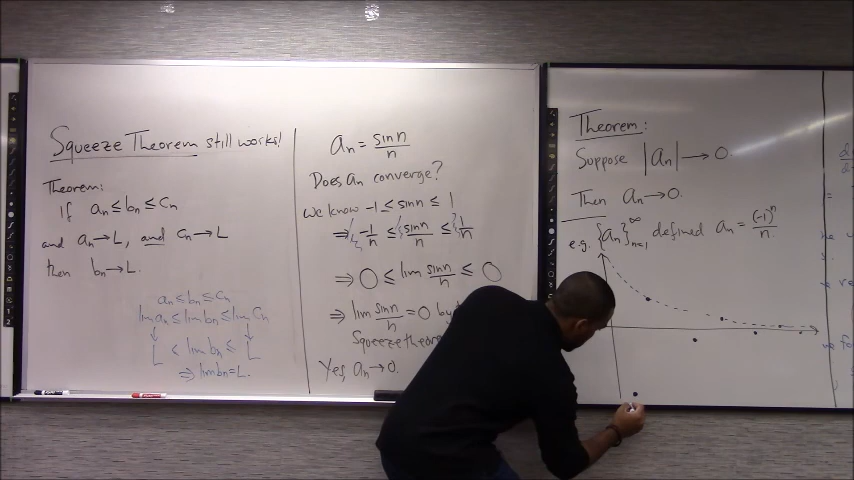 Squeeze Theorem still works!
Theorem:
If an ≤ bn ≤ cn
and an → L, and cn → L
then bn → L.
an ≤ bn ≤ cn
lim an ≤ lim bn ≤ lim cn
↓ ↓
L ≤ lim bn ≤ L
⇒ lim bn = L.
an = sin n / n
Does an converge?
we know -1 ≤ sin n ≤ 1
⇒ -1/n ≤ sin n / n ≤ 1/n
⇒ 0 ≤ lim sin n / n ≤ 0
⇒ lim sin n / n = 0 by
Squeeze theore
Yes, an → 0.
Theorem:
Suppose |an| → 0.
Then an → 0.
e.g. {an}∞n=1 defined an = (-1)^n / n.